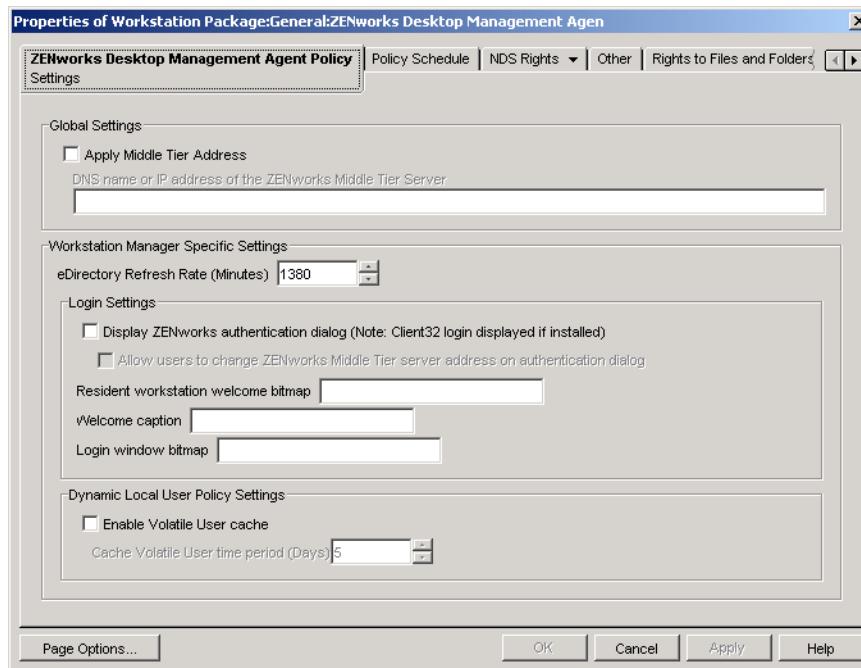 Properties of Workstation Package:General:ZENworks Desktop Management Agen
ZENworks Desktop Management Agent Policy
Policy Schedule
NDS Rights
Other
Rights to Files and Folders
Settings
Global Settings
Apply Middle Tier Address
DNS name or IP address of the ZENworks Middle Tier Server
Workstation Manager Specific Settings
eDirectory Refresh Rate (Minutes) 1380
Login Settings
Display ZENworks authentication dialog (Note: Client32 login displayed if installed)
Allow users to change ZENworks Middle Tier server address on authentication dialog
Resident workstation welcome bitmap
Welcome caption
Login window bitmap
Dynamic Local User Policy Settings
Enable Volatile User cache
Cache Volatile User time period (Days) 5
Page Options...
OK
Cancel
Apply
Help